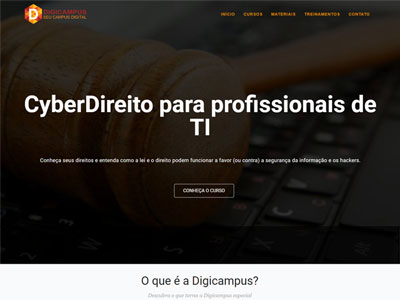 DIGICAMPUS
SEU CAMPUS DIGITAL
INÍCIO CURSOS MATERIAIS TREINAMENTOS CONTATO
CyberDireito para profissionais de
TI
Conheça seus direitos e entenda como a lei e o direito podem funcionar a favor (ou contra) a segurança da informação e os hackers.
CONHEÇA O CURSO
O que é a Digicampus?
Descubra o que torna a Digicampus especial